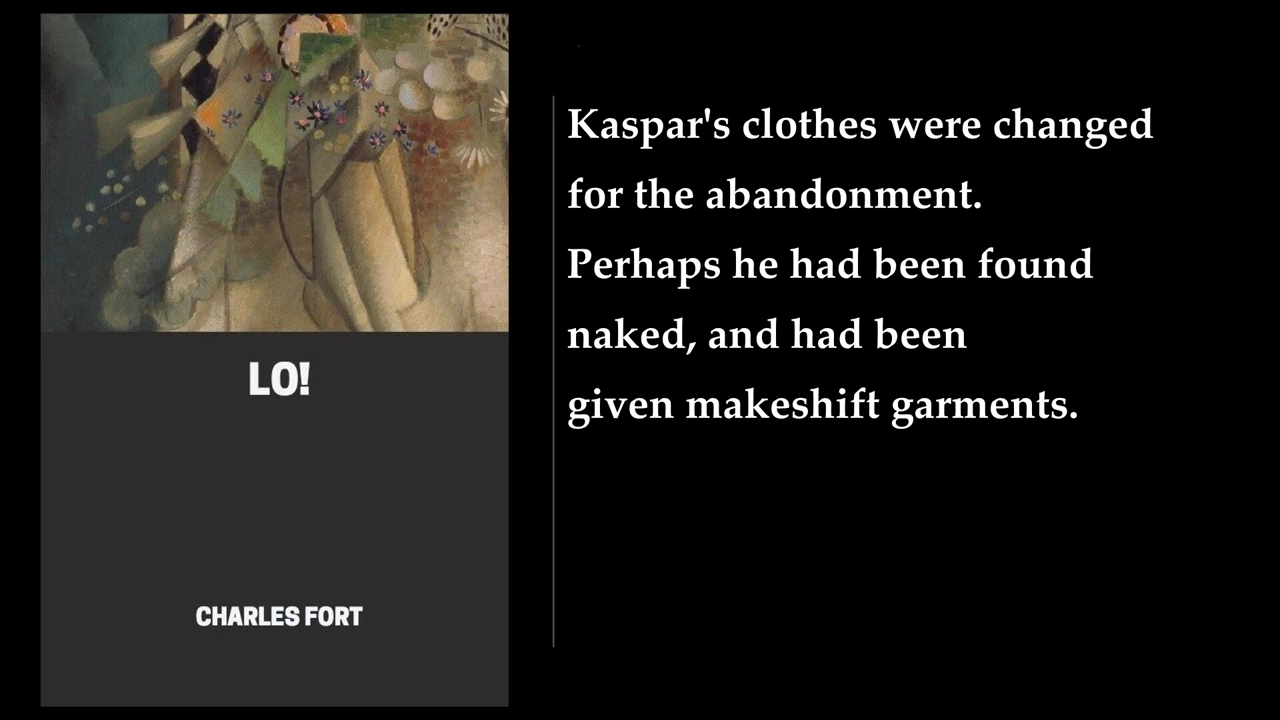 LO!
CHARLES FORT
Kaspar's clothes were changed
for the abandonment.
Perhaps he had been found
naked, and had been
given makeshift garments.